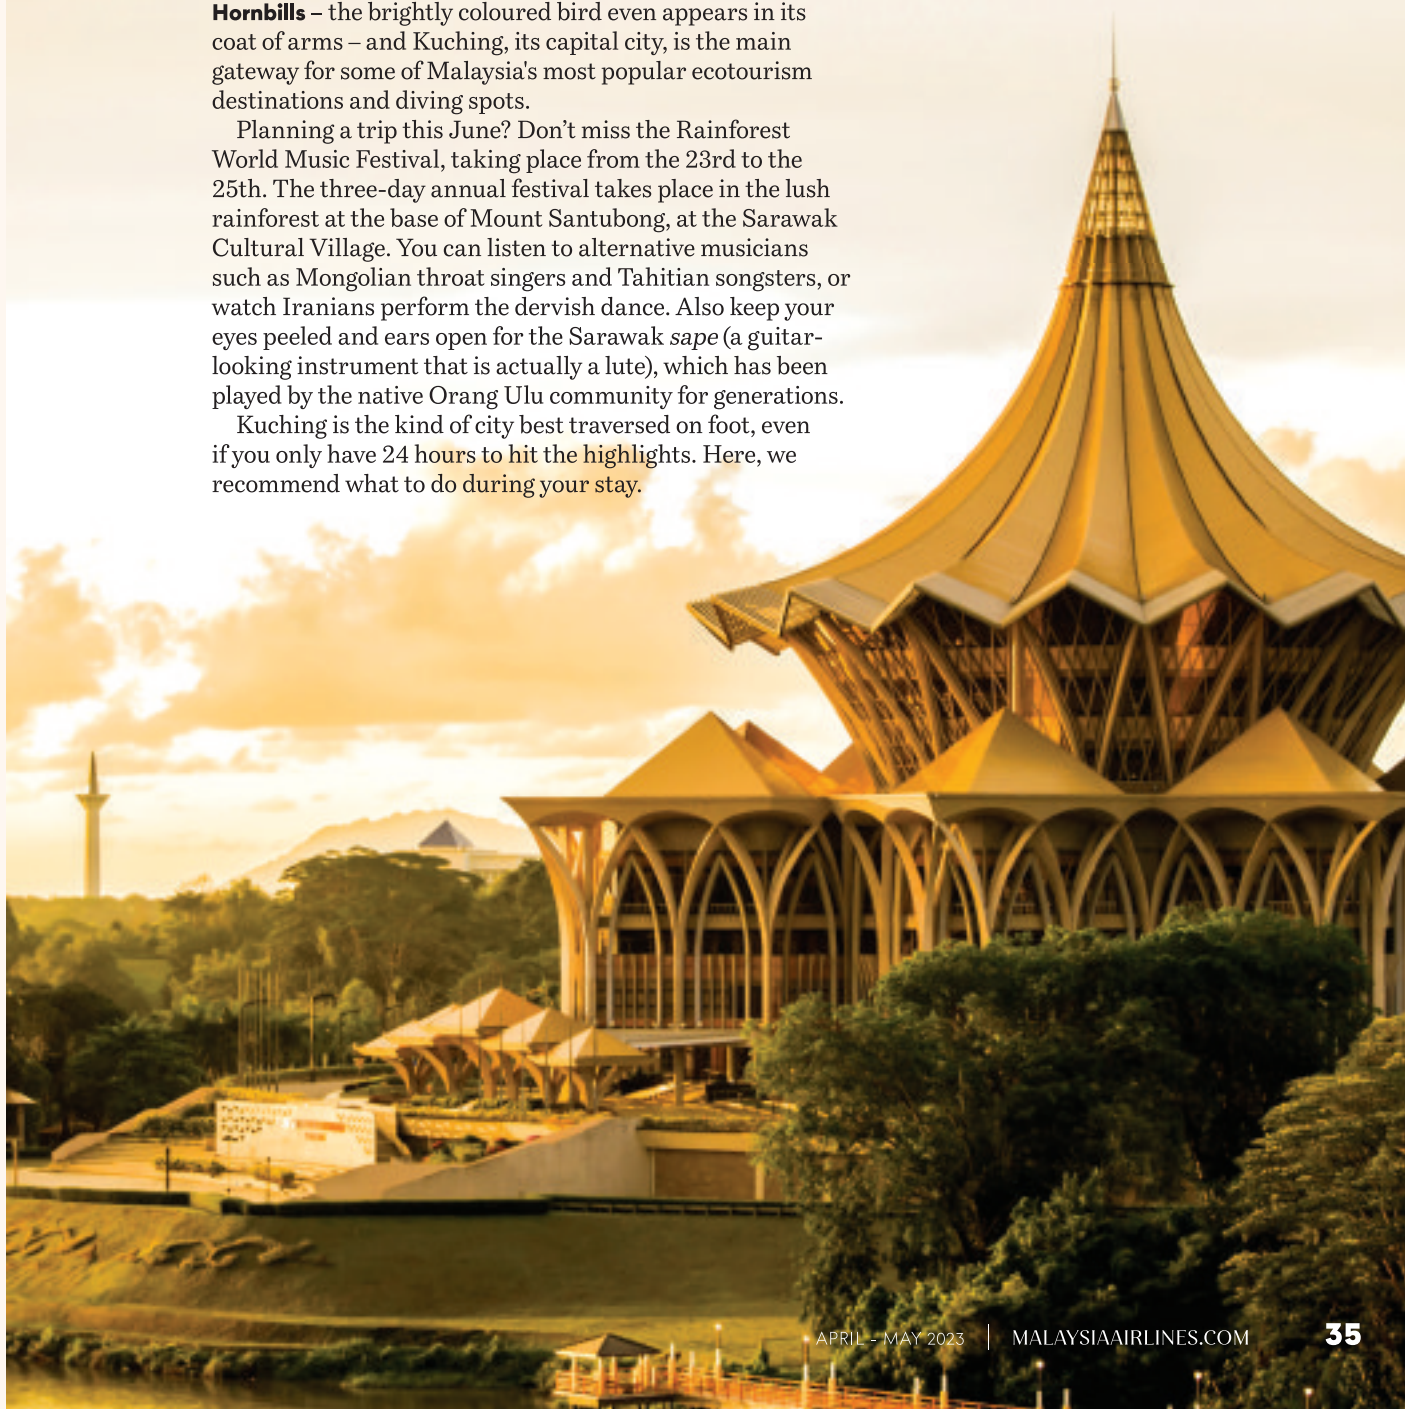 Hornbills – the brightly coloured bird even appears in its
coat of arms – and Kuching, its capital city, is the main
gateway for some of Malaysia's most popular ecotourism
destinations and diving spots.
Planning a trip this June? Don’t miss the Rainforest
World Music Festival, taking place from the 23rd to the
25th. The three-day annual festival takes place in the lush
rainforest at the base of Mount Santubong, at the Sarawak
Cultural Village. You can listen to alternative musicians
such as Mongolian throat singers and Tahitian songsters, or
watch Iranians perform the dervish dance. Also keep your
eyes peeled and ears open for the Sarawak sape (a guitar-
looking instrument that is actually a lute), which has been
played by the native Orang Ulu community for generations.
Kuching is the kind of city best traversed on foot, even
if you only have 24 hours to hit the highlights. Here, we
recommend what to do during your stay.
APRIL - MAY 2023 | MALAYSIAAIRLINES.COM 35